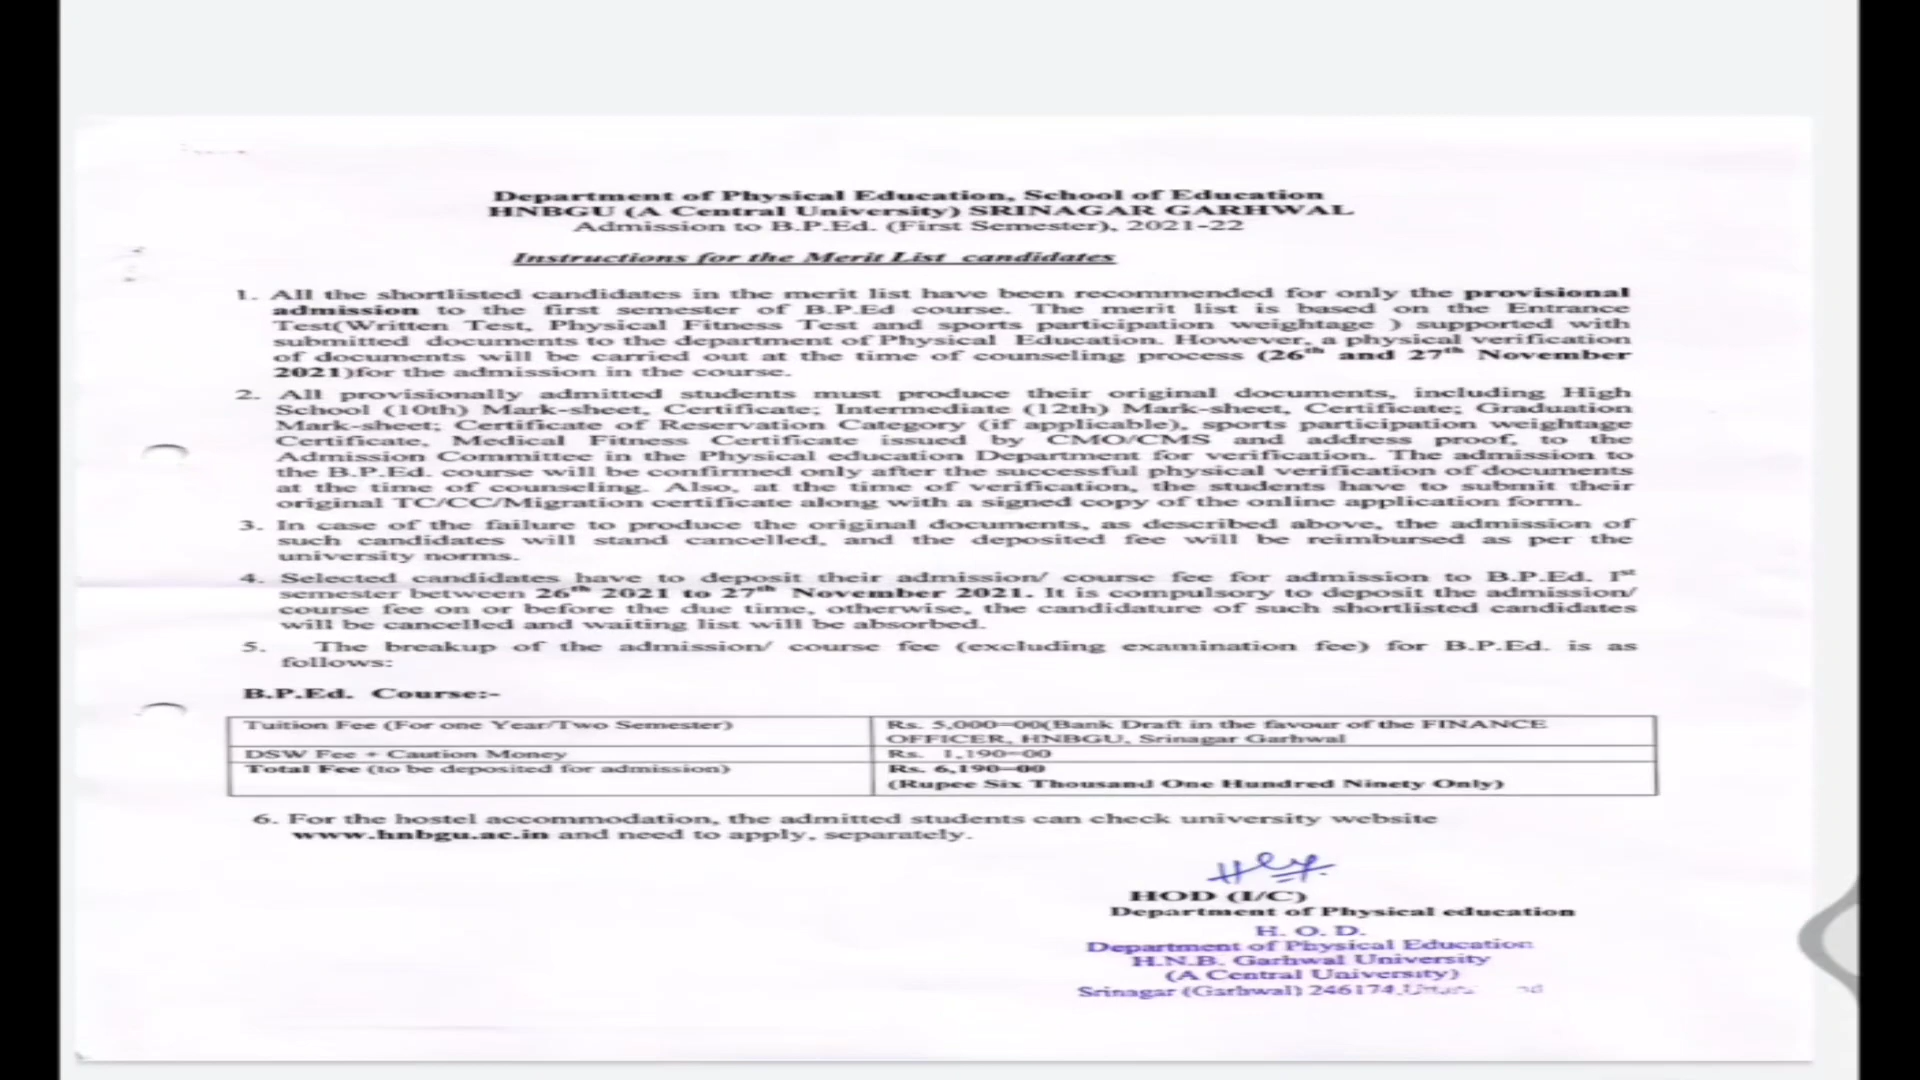 Department of Physical Education, School of Education
HNBGU (A Central University) SRINAGAR GARHWAL
Admission to B.P.Ed. (First Semester), 2021-22
Instructions for the Merit List candidates
1. All the shortlisted candidates in the merit list have been recommended for only the provisional
admission to the first semester of B.P.Ed course. The merit list is based on the Entrance
Test(Written Test, Physical Fitness Test and sports participation weightage ) supported with
submitted documents to the department of Physical Education. However, a physical verification
of documents will be carried out at the time of counseling process (26th and 27th November
2021)for the admission in the course.
2. All provisionally admitted students must produce their original documents, including High
School (10th) Mark-sheet, Certificate; Intermediate (12th) Mark-sheet, Certificate; Graduation
Mark-sheet; Certificate of Reservation Category (if applicable), sports participation weightage
Certificate, Medical Fitness Certificate issued by CMO/CMS and address proof, to the
Admission Committee in the Physical education Department for verification. The admission to
the B.P.Ed. course will be confirmed only after the successful physical verification of documents
at the time of counseling. Also, at the time of verification, the students have to submit their
original TC/CC/Migration certificate along with a signed copy of the online application form.
3. In case of the failure to produce the original documents, as described above, the admission of
such candidates will stand cancelled, and the deposited fee will be reimbursed as per the
university norms.
4. Selected candidates have to deposit their admission/ course fee for admission to B.P.Ed. 1st
semester between 26th 2021 to 27th November 2021. It is compulsory to deposit the admission/
course fee on or before the due time, otherwise, the candidature of such shortlisted candidates
will be cancelled and waiting list will be absorbed.
5. The breakup of the admission/ course fee (excluding examination fee) for B.P.Ed. is as
follows:
B.P.Ed. Course:-
Tuition Fee (For one Year/Two Semester) Rs. 5,000=00(Bank Draft in the favour of the FINANCE
OFFICER, HNBGU, Srinagar Garhwal
DSW Fee + Caution Money Rs. 1,190=00
Total Fee (to be deposited for admission) Rs. 6,190=00
(Rupee Six Thousand One Hundred Ninety Only)
6. For the hostel accommodation, the admitted students can check university website
www.hnbgu.ac.in and need to apply, separately.
HOD (I/C)
Department of Physical education
H. O. D.
Department of Physical Education
H.N.B. Garhwal University
(A Central University)
Srinagar (Garhwal) 246174,